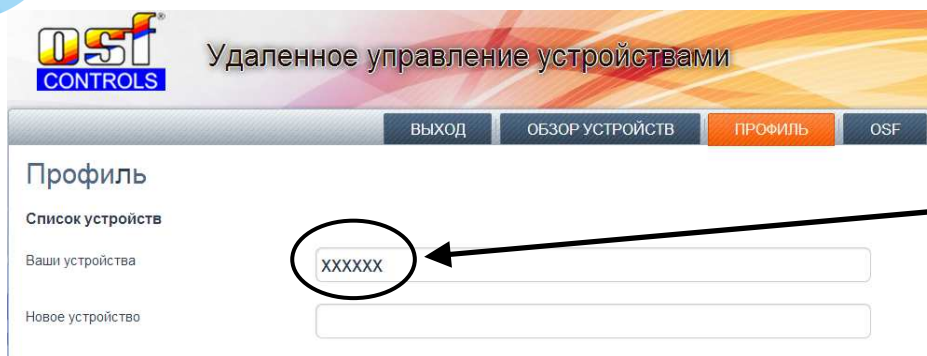 osf®
CONTROLS
Удаленное управление устройствами
ВЫХОД ОБЗОР УСТРОЙСТВ ПРОФИЛЬ OSF
Профиль
Список устройств
Ваши устройства
xxxxxx
Новое устройство